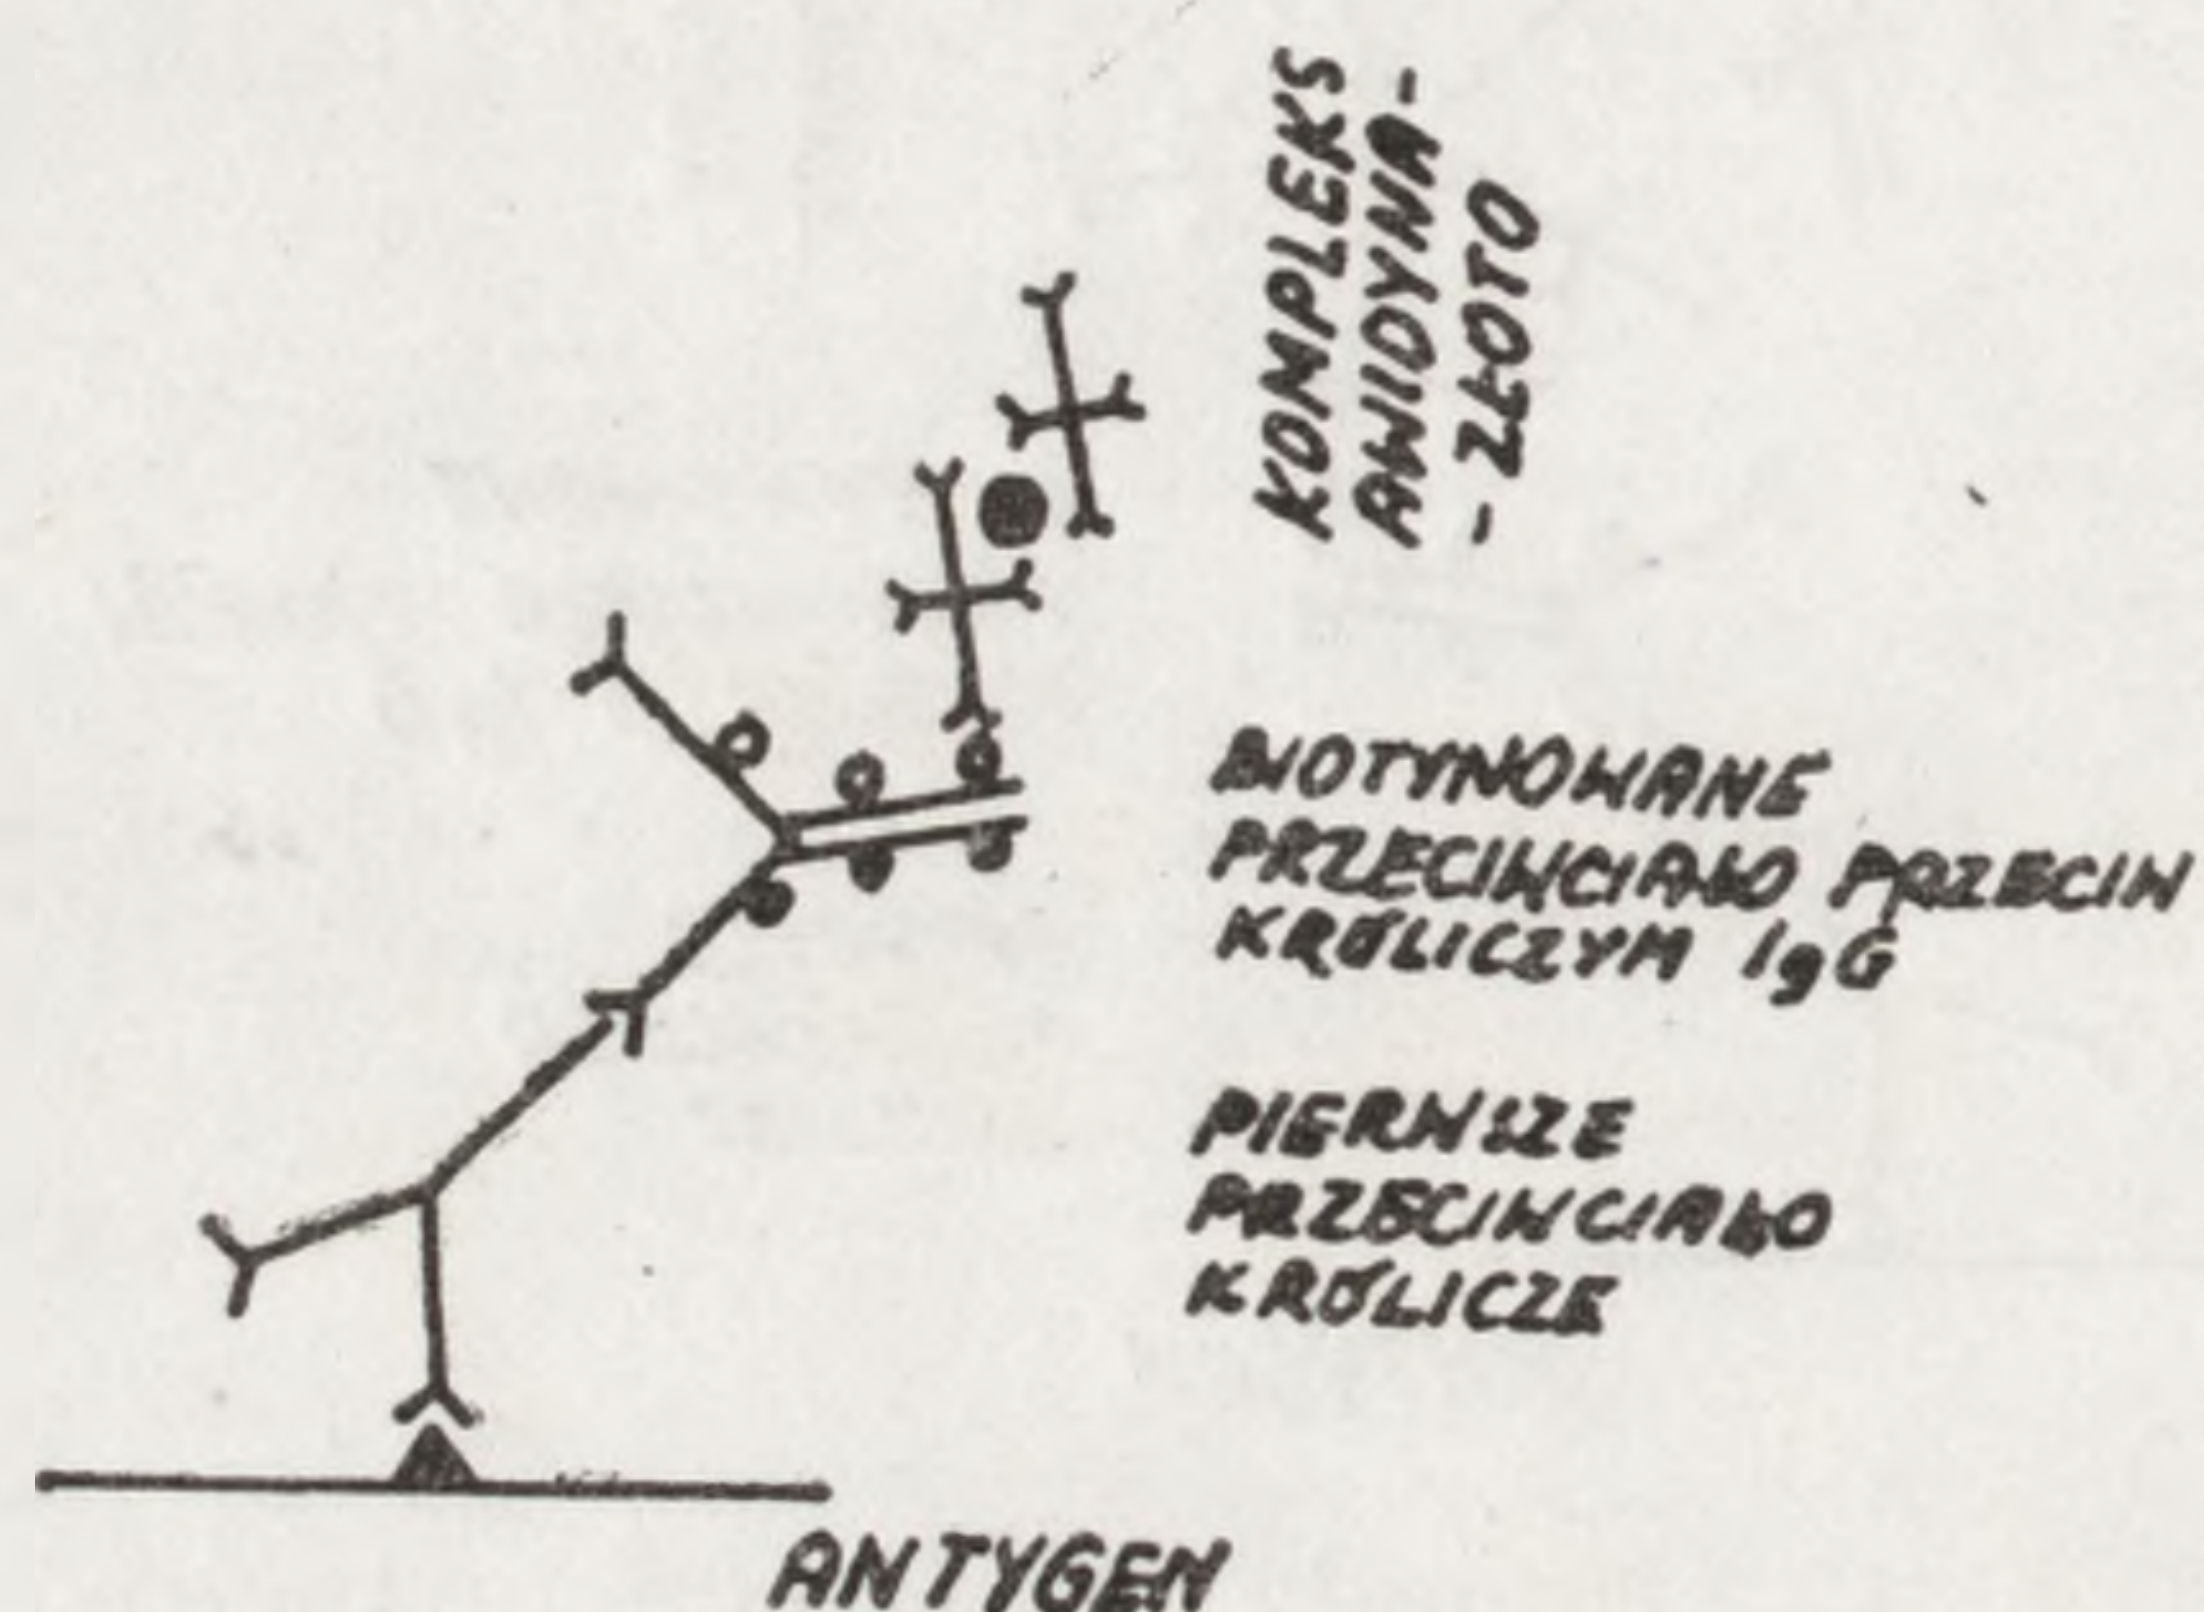 KOMPLEKS
AWIDYNA-
-ZŁOTO
BIOTYNOWANE
PRZECIWCIAŁO PRZECIW
KRÓLICZYM IgG
PIERWSZE
PRZECIWCIAŁO
KRÓLICZE
ANTYGEN